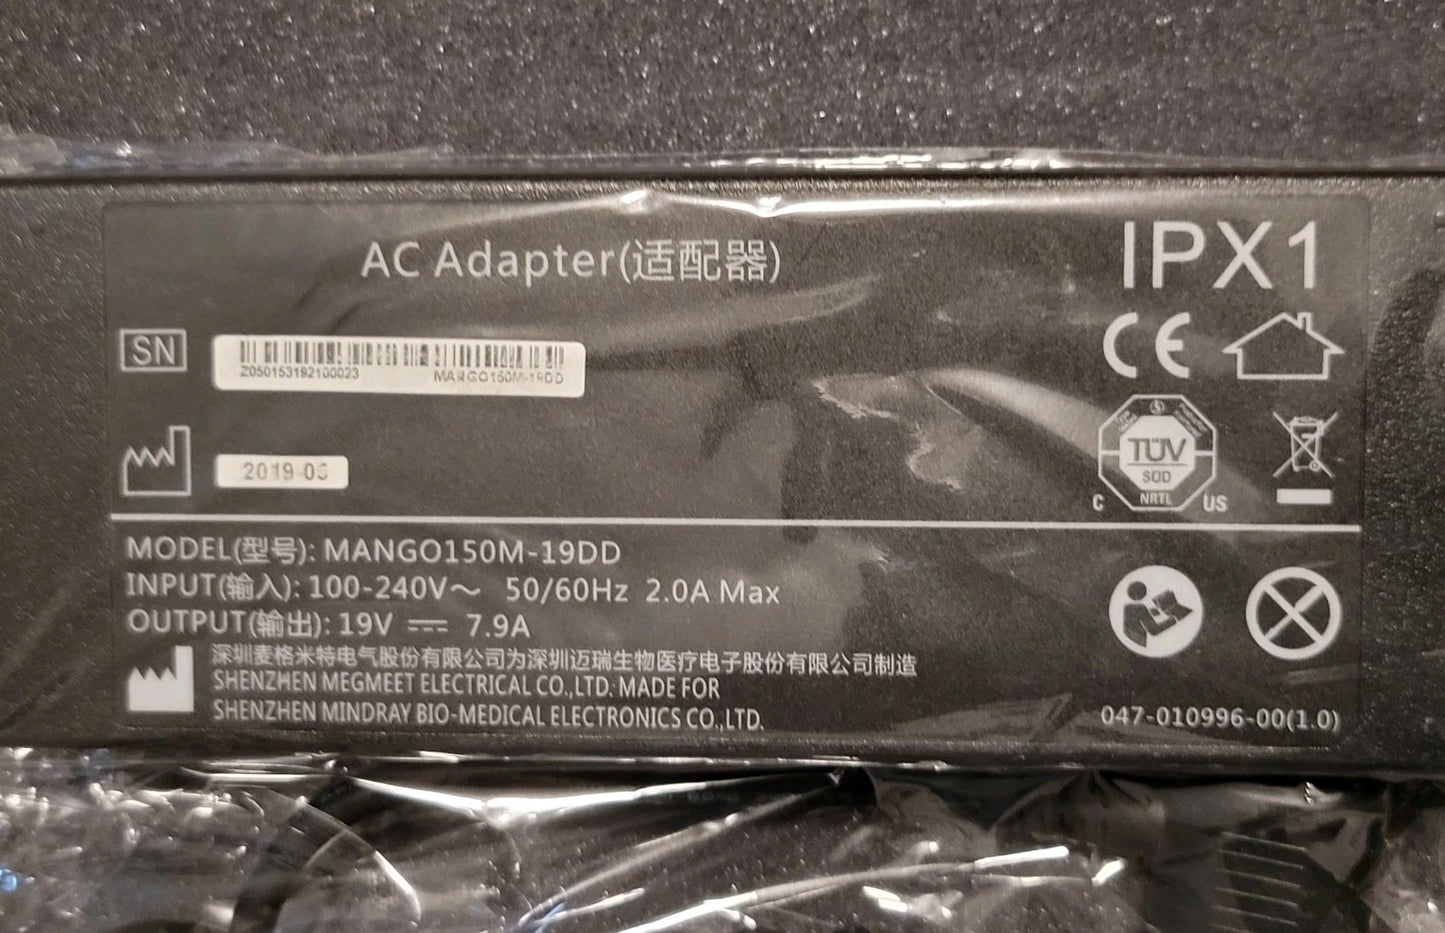 AC Adapter(适配器)
IPX1
SN
Z050153192100023 MANGO150M-19DD
CE
TÜV
SÜD
NRTL
C US
MODEL(型号): MANGO150M-19DD
INPUT(输入): 100-240V～ 50/60Hz 2.0A Max
OUTPUT(输出): 19V ⎓ 7.9A
深圳麦格米特电气股份有限公司为深圳迈瑞生物医疗电子股份有限公司制造
SHENZHEN MEGMEET ELECTRICAL CO.,LTD. MADE FOR
SHENZHEN MINDRAY BIO-MEDICAL ELECTRONICS CO.,LTD.
047-010996-00(1.0)